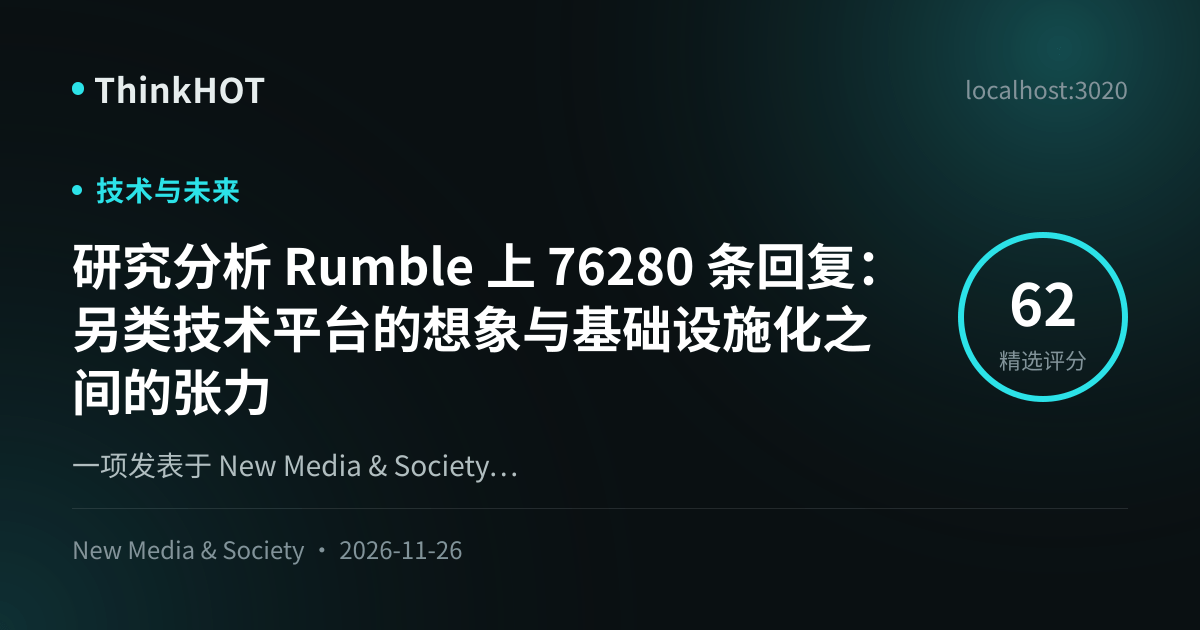 ThinkHOT
localhost:3020
技术与未来
研究分析 Rumble 上 76280 条回复：
另类技术平台的想象与基础设施化之
间的张力
62
精选评分
一项发表于 New Media & Society…
New Media & Society · 2026-11-26